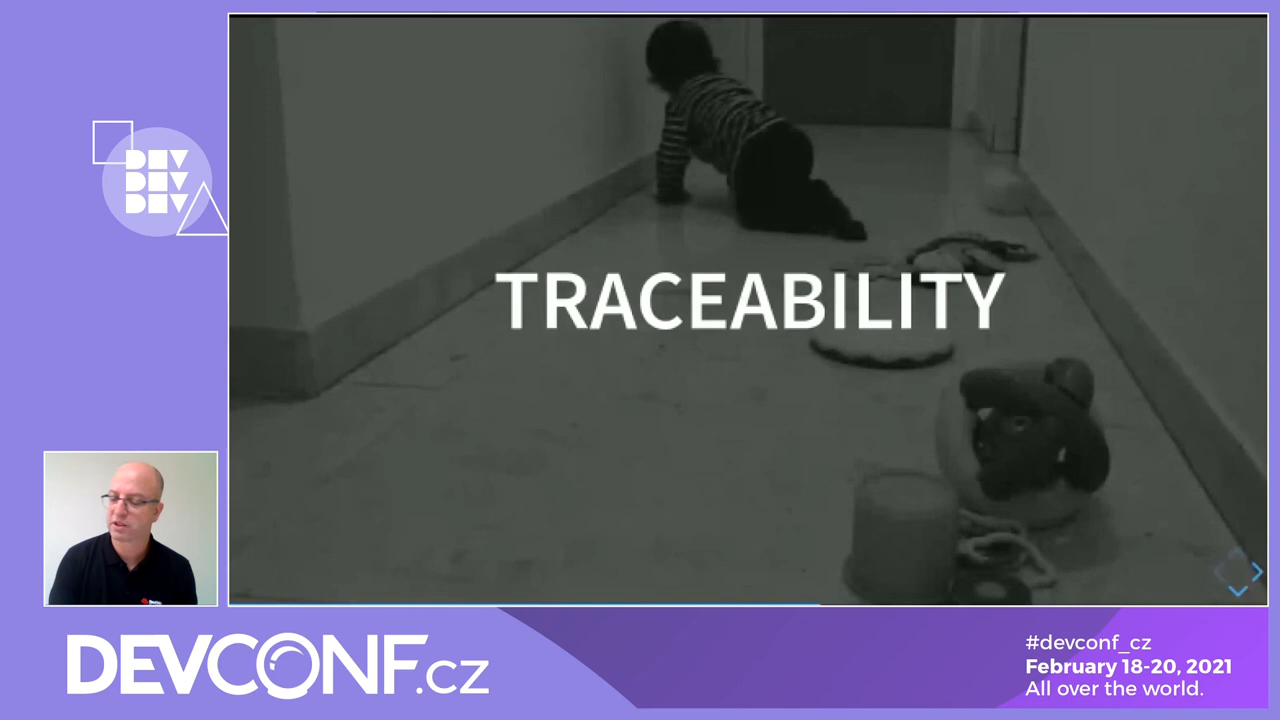 DEV
DEV
DEV
TRACEABILITY
DEVCONF.cz
#devconf_cz
February 18-20, 2021
All over the world.